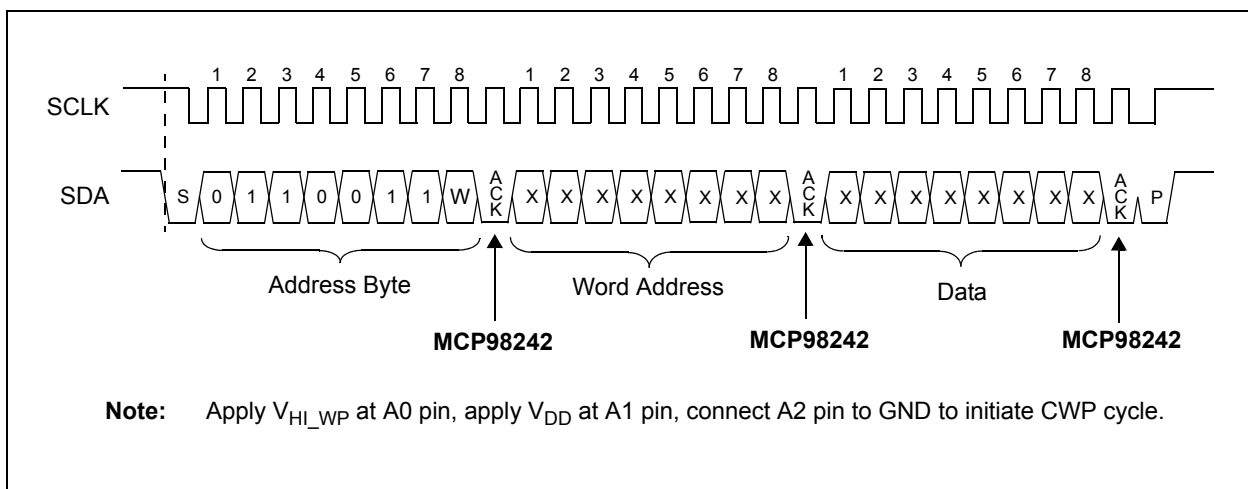 1 2 3 4 5 6 7 8 1 2 3 4 5 6 7 8 1 2 3 4 5 6 7 8
SCLK
SDA S 0 1 1 0 0 1 1 W ACK X X X X X X X X ACK X X X X X X X X ACK P
Address Byte Word Address Data
MCP98242 MCP98242 MCP98242
Note: Apply V_HI_WP at A0 pin, apply V_DD at A1 pin, connect A2 pin to GND to initiate CWP cycle.